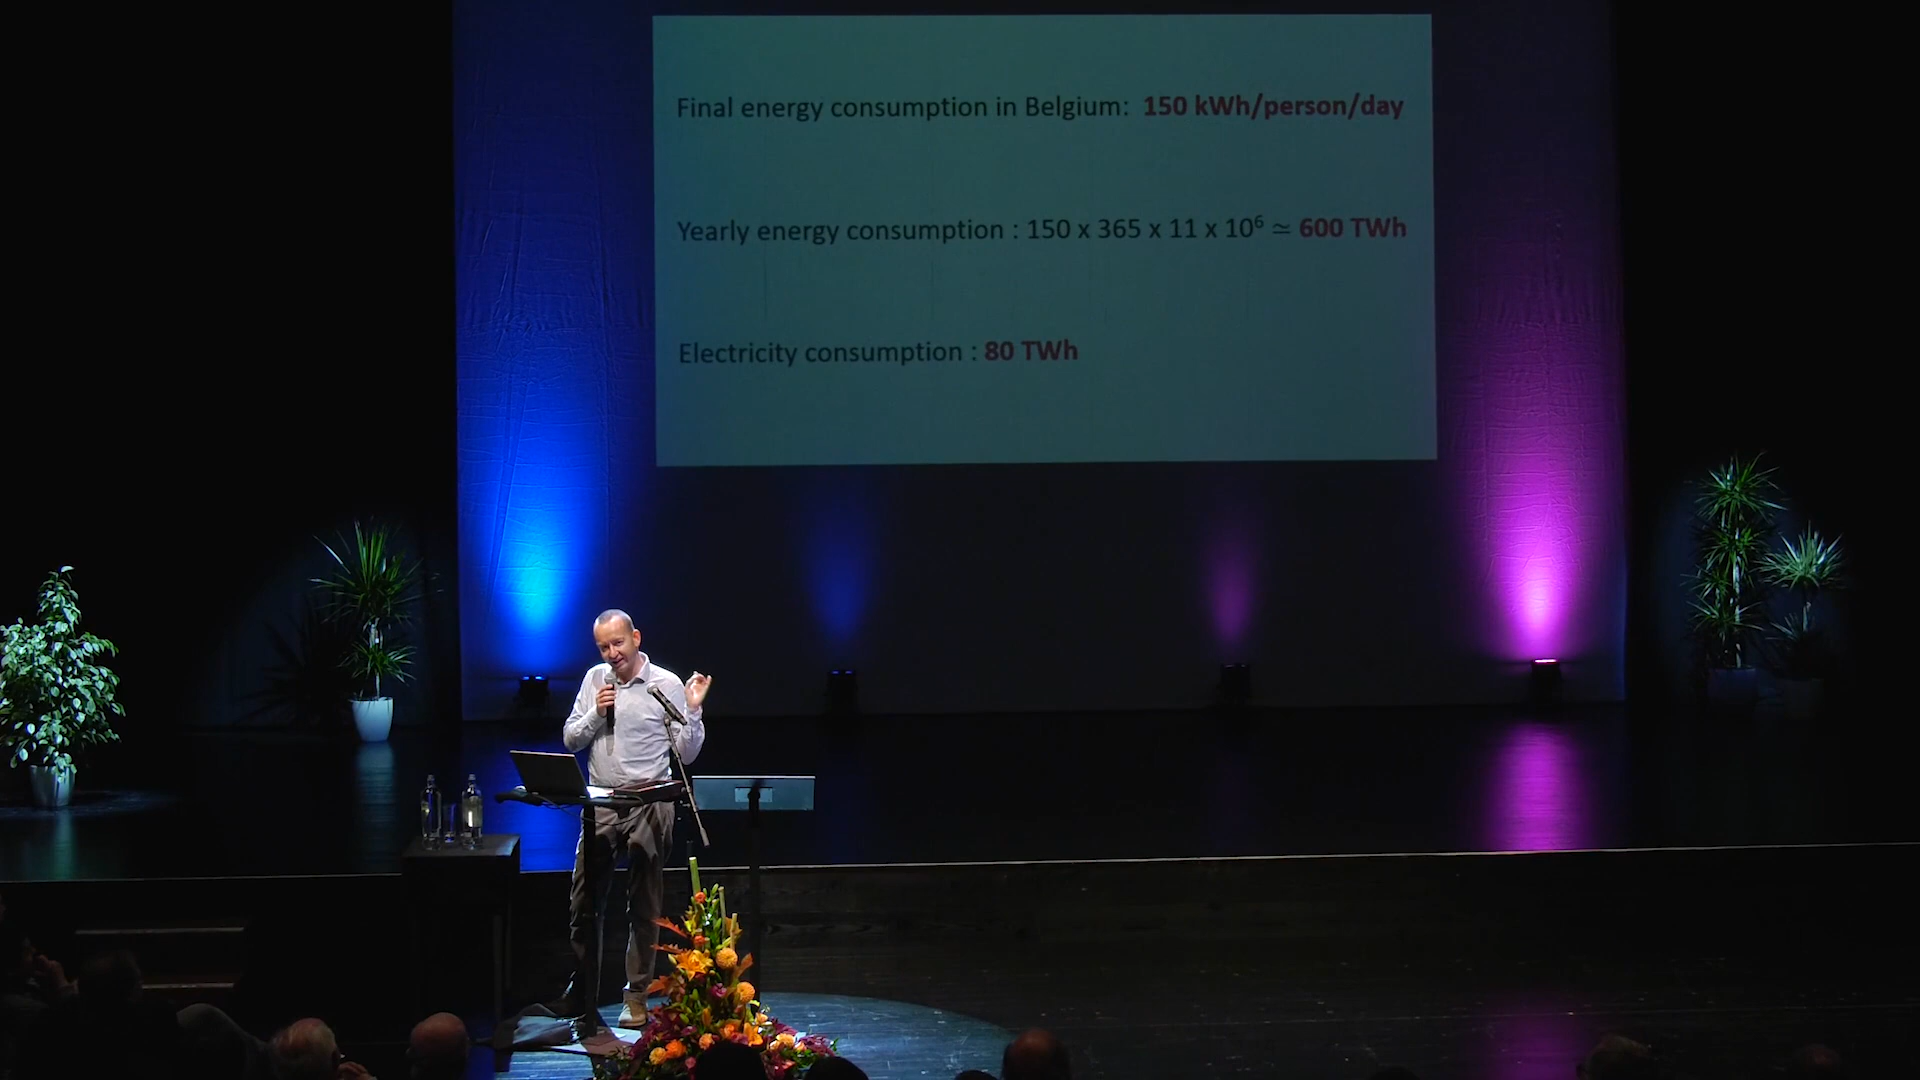 Final energy consumption in Belgium: 150 kWh/person/day
Yearly energy consumption : 150 x 365 x 11 x 10⁶ ≃ 600 TWh
Electricity consumption : 80 TWh